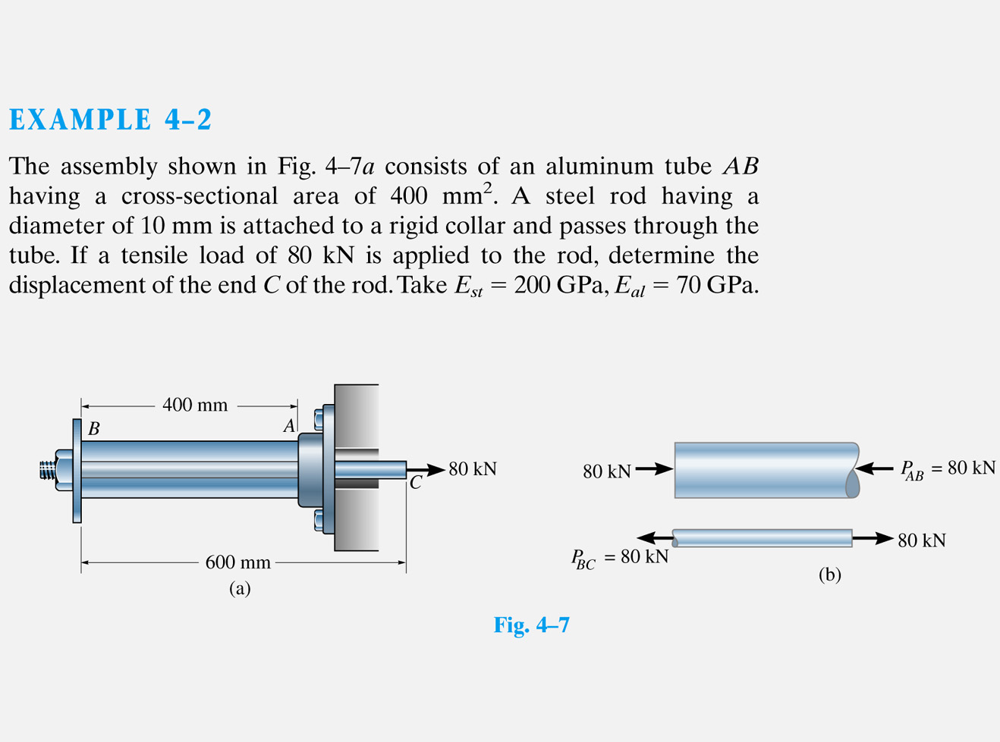 EXAMPLE 4–2
The assembly shown in Fig. 4–7a consists of an aluminum tube AB
having a cross-sectional area of 400 mm². A steel rod having a
diameter of 10 mm is attached to a rigid collar and passes through the
tube. If a tensile load of 80 kN is applied to the rod, determine the
displacement of the end C of the rod. Take Est = 200 GPa, Eal = 70 GPa.
400 mm
B
A
80 kN
C
600 mm
(a)
80 kN
PAB = 80 kN
80 kN
PBC = 80 kN
(b)
Fig. 4–7